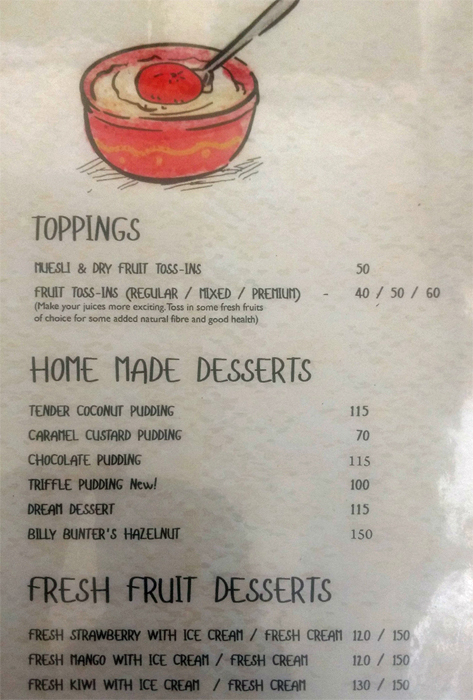 TOPPINGS
MUESLI & DRY FRUIT TOSS-INS 50
FRUIT TOSS-INS (REGULAR / MIXED / PREMIUM) - 40 / 50 / 60
(Make your juices more exciting. Toss in some fresh fruits
of choice for some added natural fibre and good health)
HOME MADE DESSERTS
TENDER COCONUT PUDDING 115
CARAMEL CUSTARD PUDDING 70
CHOCOLATE PUDDING 115
TRIFFLE PUDDING New! 100
DREAM DESSERT 115
BILLY BUNTER'S HAZELNUT 150
FRESH FRUIT DESSERTS
FRESH STRAWBERRY WITH ICE CREAM / FRESH CREAM 120 / 150
FRESH MANGO WITH ICE CREAM / FRESH CREAM 120 / 150
FRESH KIWI WITH ICE CREAM / FRESH CREAM 130 / 150